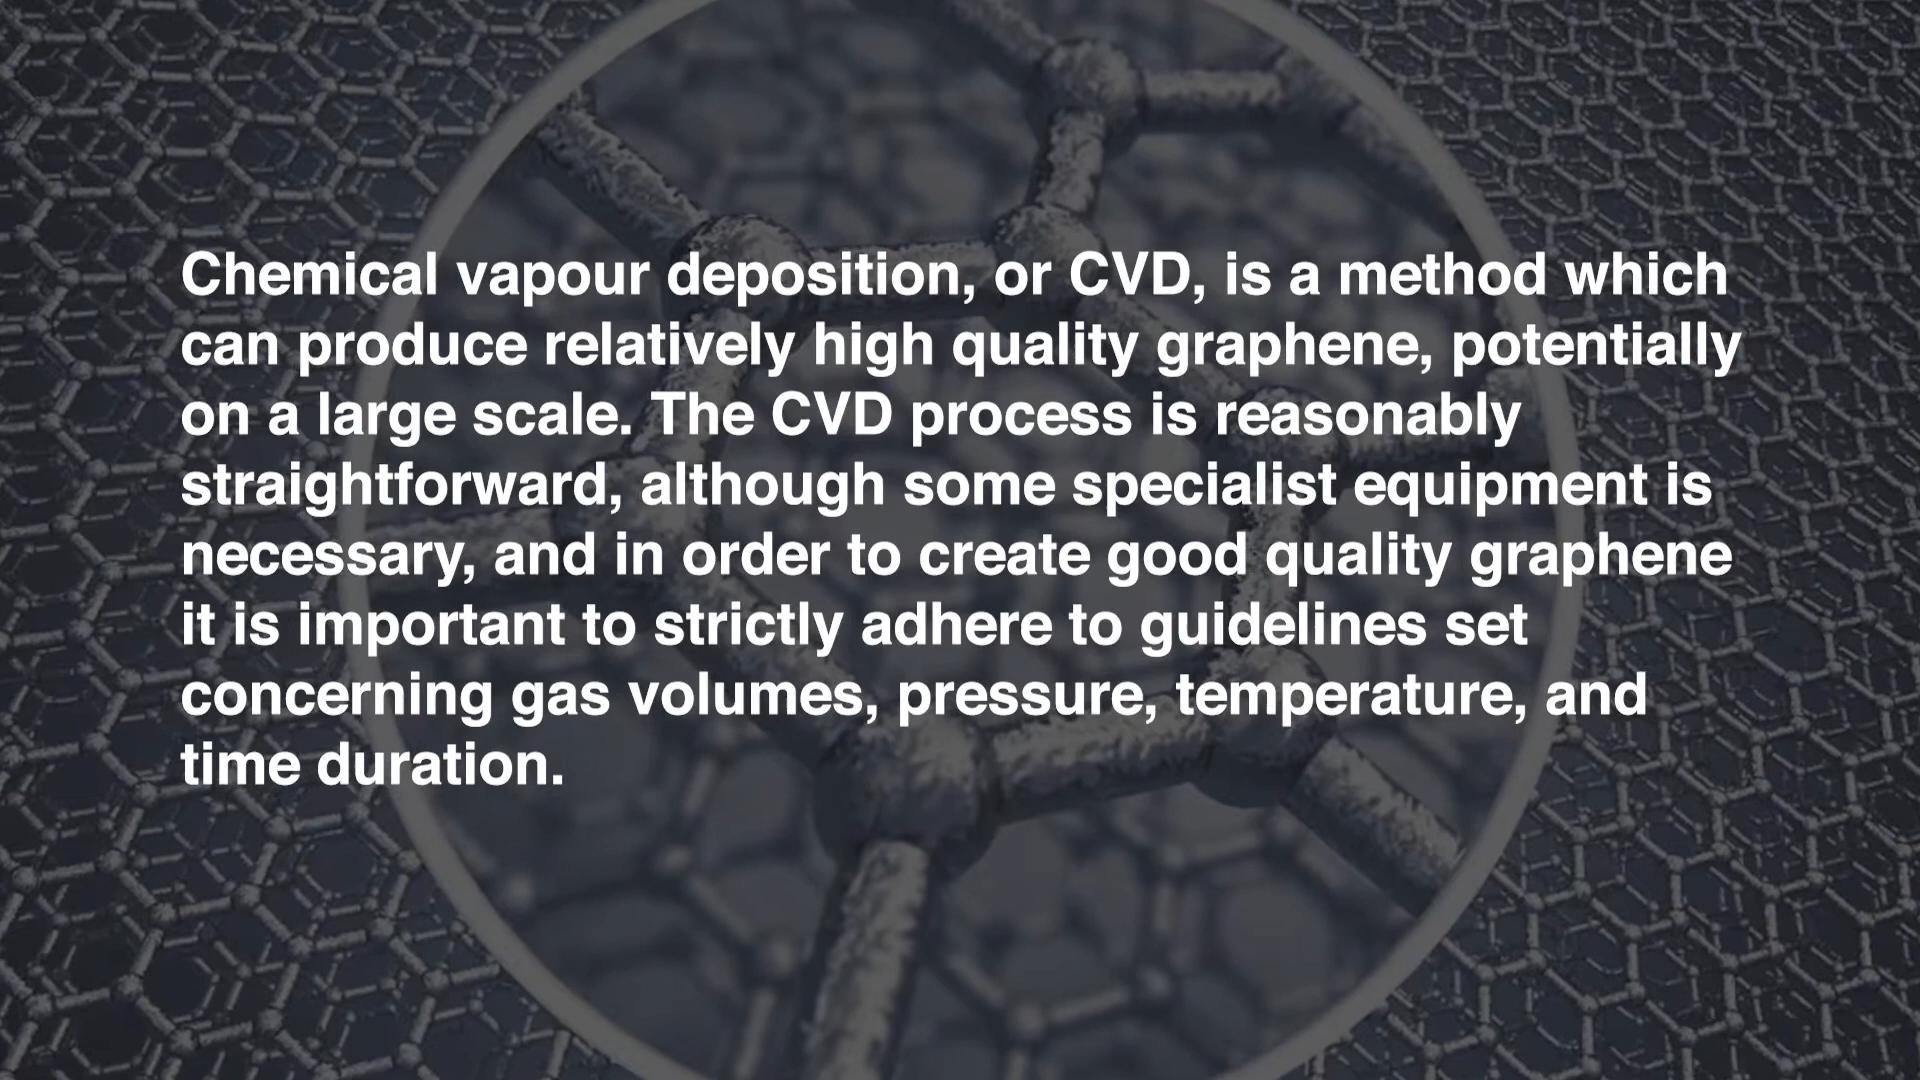 Chemical vapour deposition, or CVD, is a method which
can produce relatively high quality graphene, potentially
on a large scale. The CVD process is reasonably
straightforward, although some specialist equipment is
necessary, and in order to create good quality graphene
it is important to strictly adhere to guidelines set
concerning gas volumes, pressure, temperature, and
time duration.